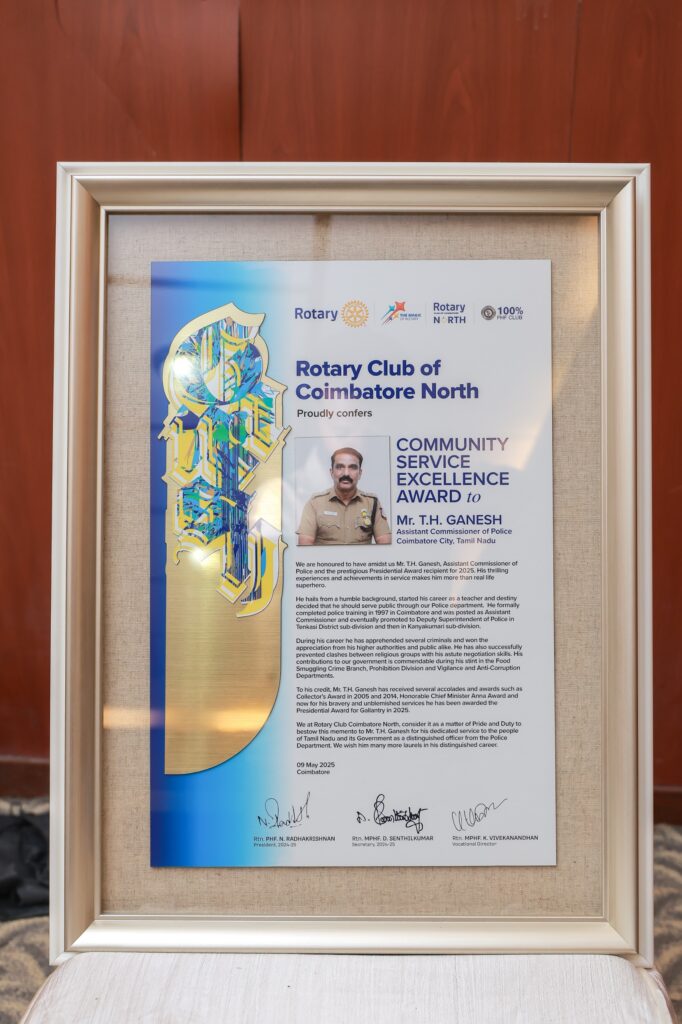 Rotary
THE MAGIC
OF ROTARY
Rotary
NORTH
100%
PHF CLUB
Rotary Club of
Coimbatore North
Proudly confers
COMMUNITY
SERVICE
EXCELLENCE
AWARD to
Mr. T.H. GANESH
Assistant Commissioner of Police
Coimbatore City, Tamil Nadu
We are honoured to have amidst us Mr. T.H. Ganesh, Assistant Commissioner of
Police and the prestigious Presidential Award recipient for 2025. His thrilling
experiences and achievements in service makes him more than real life
superhero.
He hails from a humble background, started his career as a teacher and destiny
decided that he should serve public through our Police department. He formally
completed police training in 1997 in Coimbatore and was posted as Assistant
Commissioner and eventually promoted to Deputy Superintendent of Police in
Tenkasi District sub-division and then in Kanyakumari sub-division.
During his career he has apprehended several criminals and won the
appreciation from his higher authorities and public alike. He has also successfully
prevented clashes between religious groups with his astute negotiation skills. His
contributions to our government is commendable during his stint in the Food
Smuggling Crime Branch, Prohibition Division and Vigilance and Anti-Corruption
Departments.
To his credit, Mr. T.H. Ganesh has received several accolades and awards such as
Collector's Award in 2005 and 2014, Honorable Chief Minister Anna Award and
now for his bravery and unblemished services he has been awarded the
Presidential Award for Gallantry in 2025.
We at Rotary Club Coimbatore North, consider it as a matter of Pride and Duty to
bestow this memento to Mr. T.H. Ganesh for his dedicated service to the people
of Tamil Nadu and its Government as a distinguished officer from the Police
Department. We wish him many more laurels in his distinguished career.
09 May 2025
Coimbatore
Rtn. PHF. N. RADHAKRISHNAN
President, 2024-25
Rtn. MPHF. D. SENTHILKUMAR
Secretary, 2024-25
Rtn. MPHF. K. VIVEKANANDHAN
Vocational Director